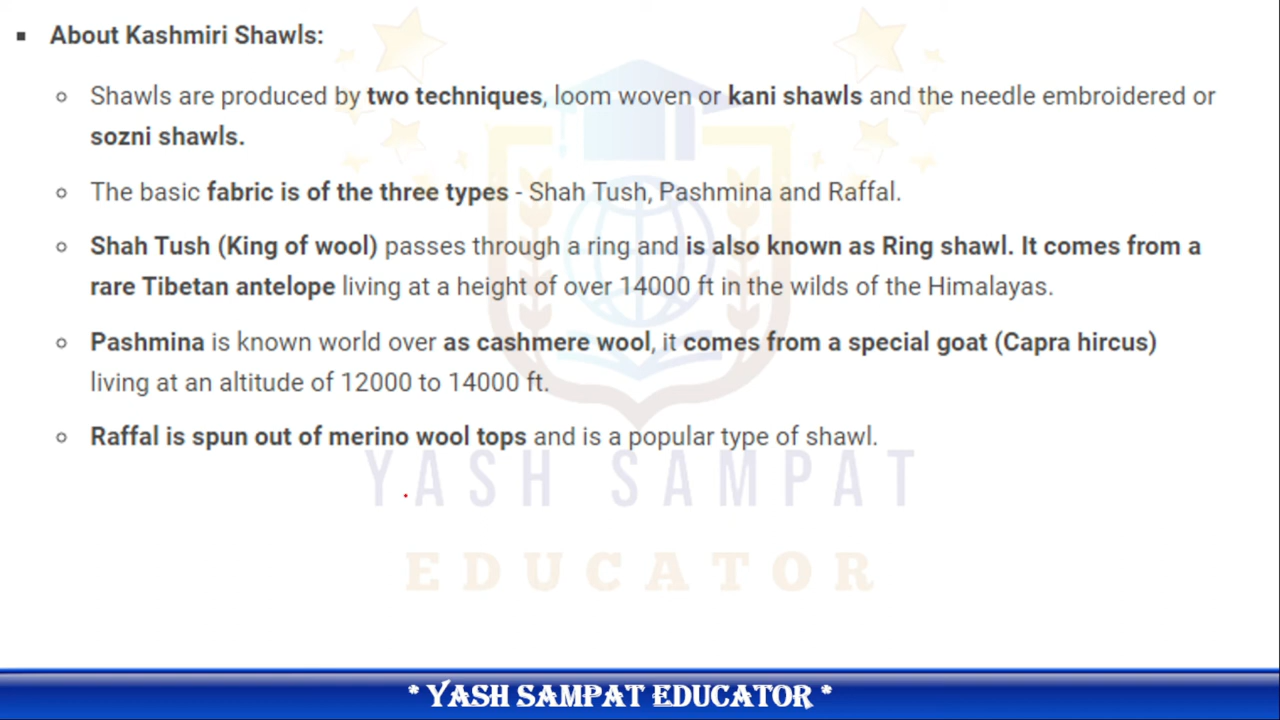 About Kashmiri Shawls:
Shawls are produced by two techniques, loom woven or kani shawls and the needle embroidered or
sozni shawls.
The basic fabric is of the three types - Shah Tush, Pashmina and Raffal.
Shah Tush (King of wool) passes through a ring and is also known as Ring shawl. It comes from a
rare Tibetan antelope living at a height of over 14000 ft in the wilds of the Himalayas.
Pashmina is known world over as cashmere wool, it comes from a special goat (Capra hircus)
living at an altitude of 12000 to 14000 ft.
Raffal is spun out of merino wool tops and is a popular type of shawl.
YASH SAMPAT
EDUCATOR
* YASH SAMPAT EDUCATOR *